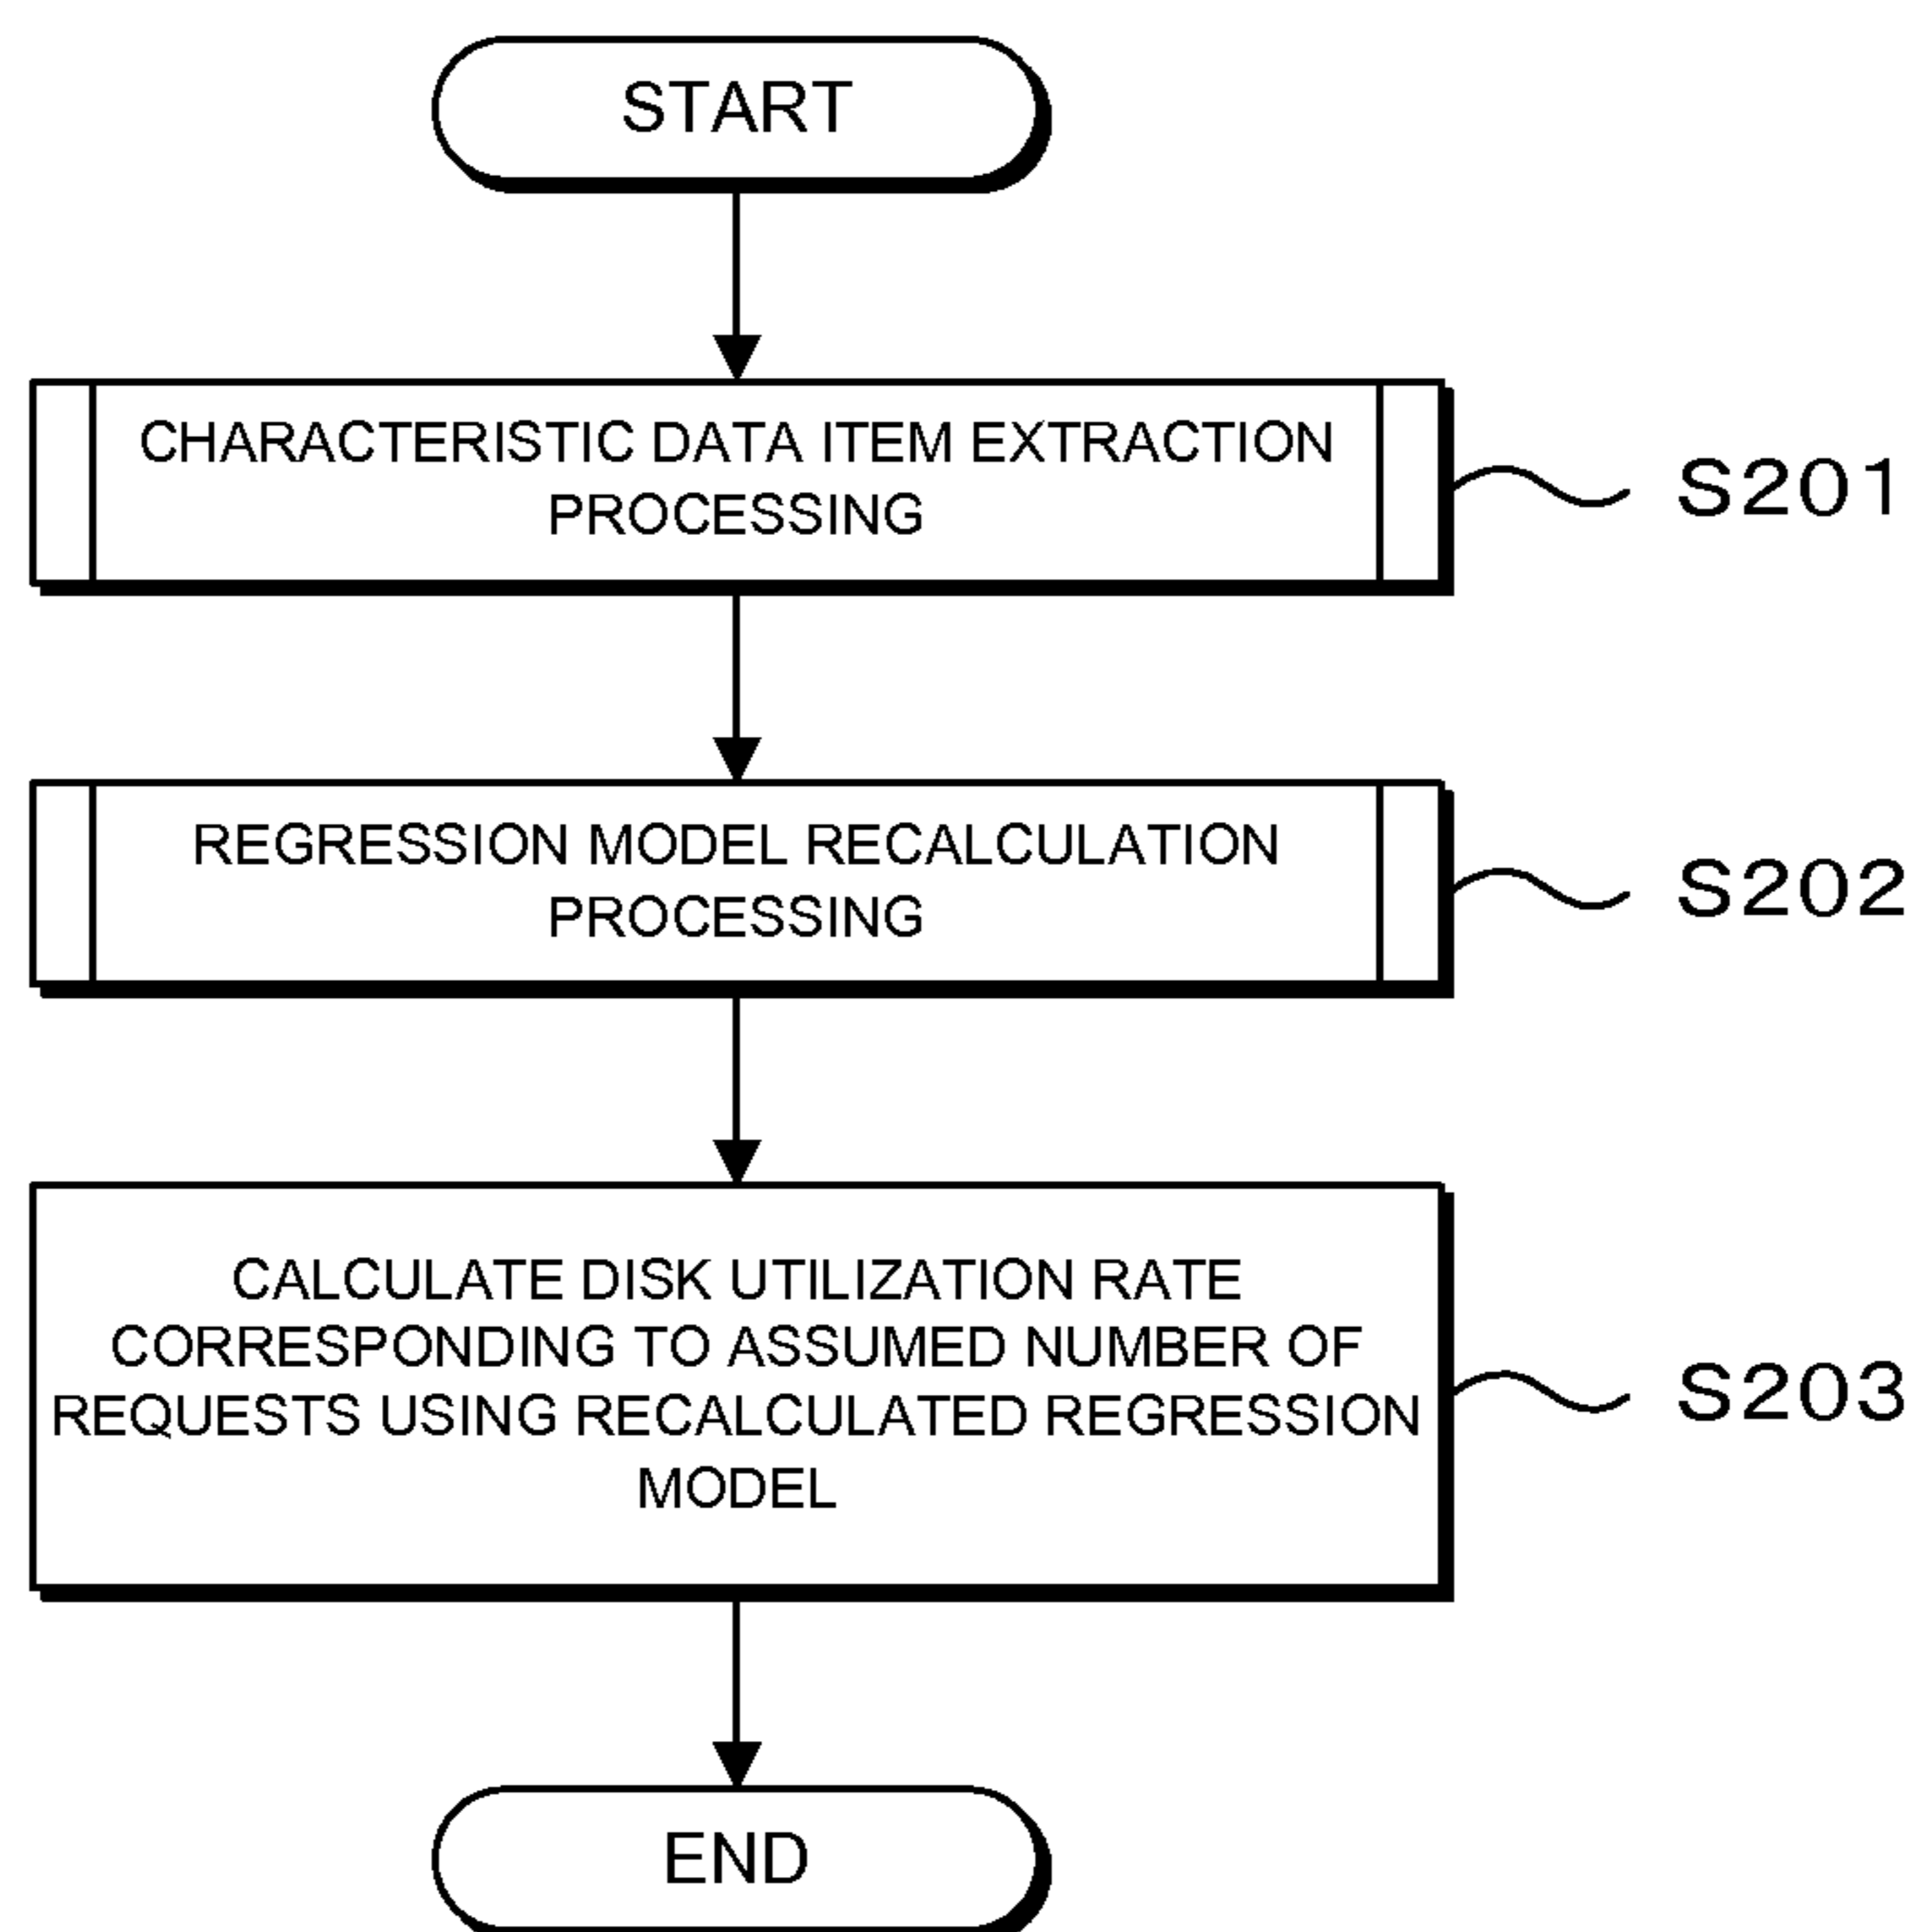 START
CHARACTERISTIC DATA ITEM EXTRACTION
PROCESSING
S201
REGRESSION MODEL RECALCULATION
PROCESSING
S202
CALCULATE DISK UTILIZATION RATE
CORRESPONDING TO ASSUMED NUMBER OF
REQUESTS USING RECALCULATED REGRESSION
MODEL
S203
END